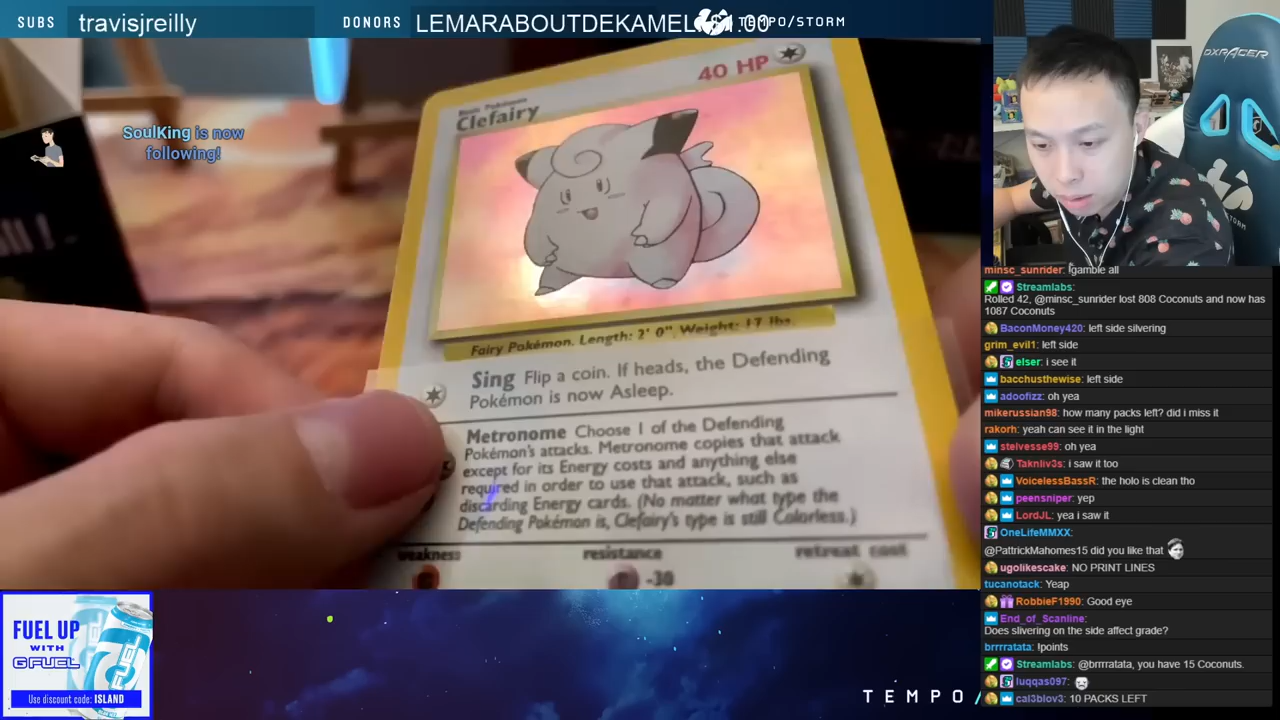 SUBS travisjreilly DONORS LEMARABOUTDEKAMEL TEMPO/STORM
SoulKing is now
following!
40 HP
Clefairy
Fairy Pokémon. Length: 2' 0", Weight: 17 lbs.
Sing Flip a coin. If heads, the Defending
Pokémon is now Asleep.
Metronome Choose 1 of the Defending
Pokémon's attacks. Metronome copies that attack
except for its Energy costs and anything else
required in order to use that attack, such as
discarding Energy cards. (No matter what type the
Defending Pokémon is, Clefairy's type is still Colorless.)
weakness resistance retreat cost
-30
DXRACER
minsc_sunrider: !gamble all
Streamlabs:
Rolled 42, @minsc_sunrider lost 808 Coconuts and now has
1087 Coconuts
BaconMoney420: left side silvering
grim_evil1: left side
elser: i see it
bacchusthewise: left side
adoofizz: oh yea
mikerussian98: how many packs left? did i miss it
rakorh: yeah can see it in the light
stelvesse99: oh yea
Taknliv3s: i saw it too
VoicelessBassR: the holo is clean tho
peensniper: yep
LordJL: yea i saw it
OneLifeMMXX:
@PattrickMahomes15 did you like that
ugolikescake: NO PRINT LINES
tucanotack: Yeap
RobbieF1990: Good eye
End_of_Scanline:
Does slivering on the side affect grade?
brrrratata: !points
Streamlabs: @brrrratata, you have 15 Coconuts.
luqqas097:
cal3blov3: 10 PACKS LEFT
FUEL UP
WITH
G FUEL
Use discount code: ISLAND
TEMPO/